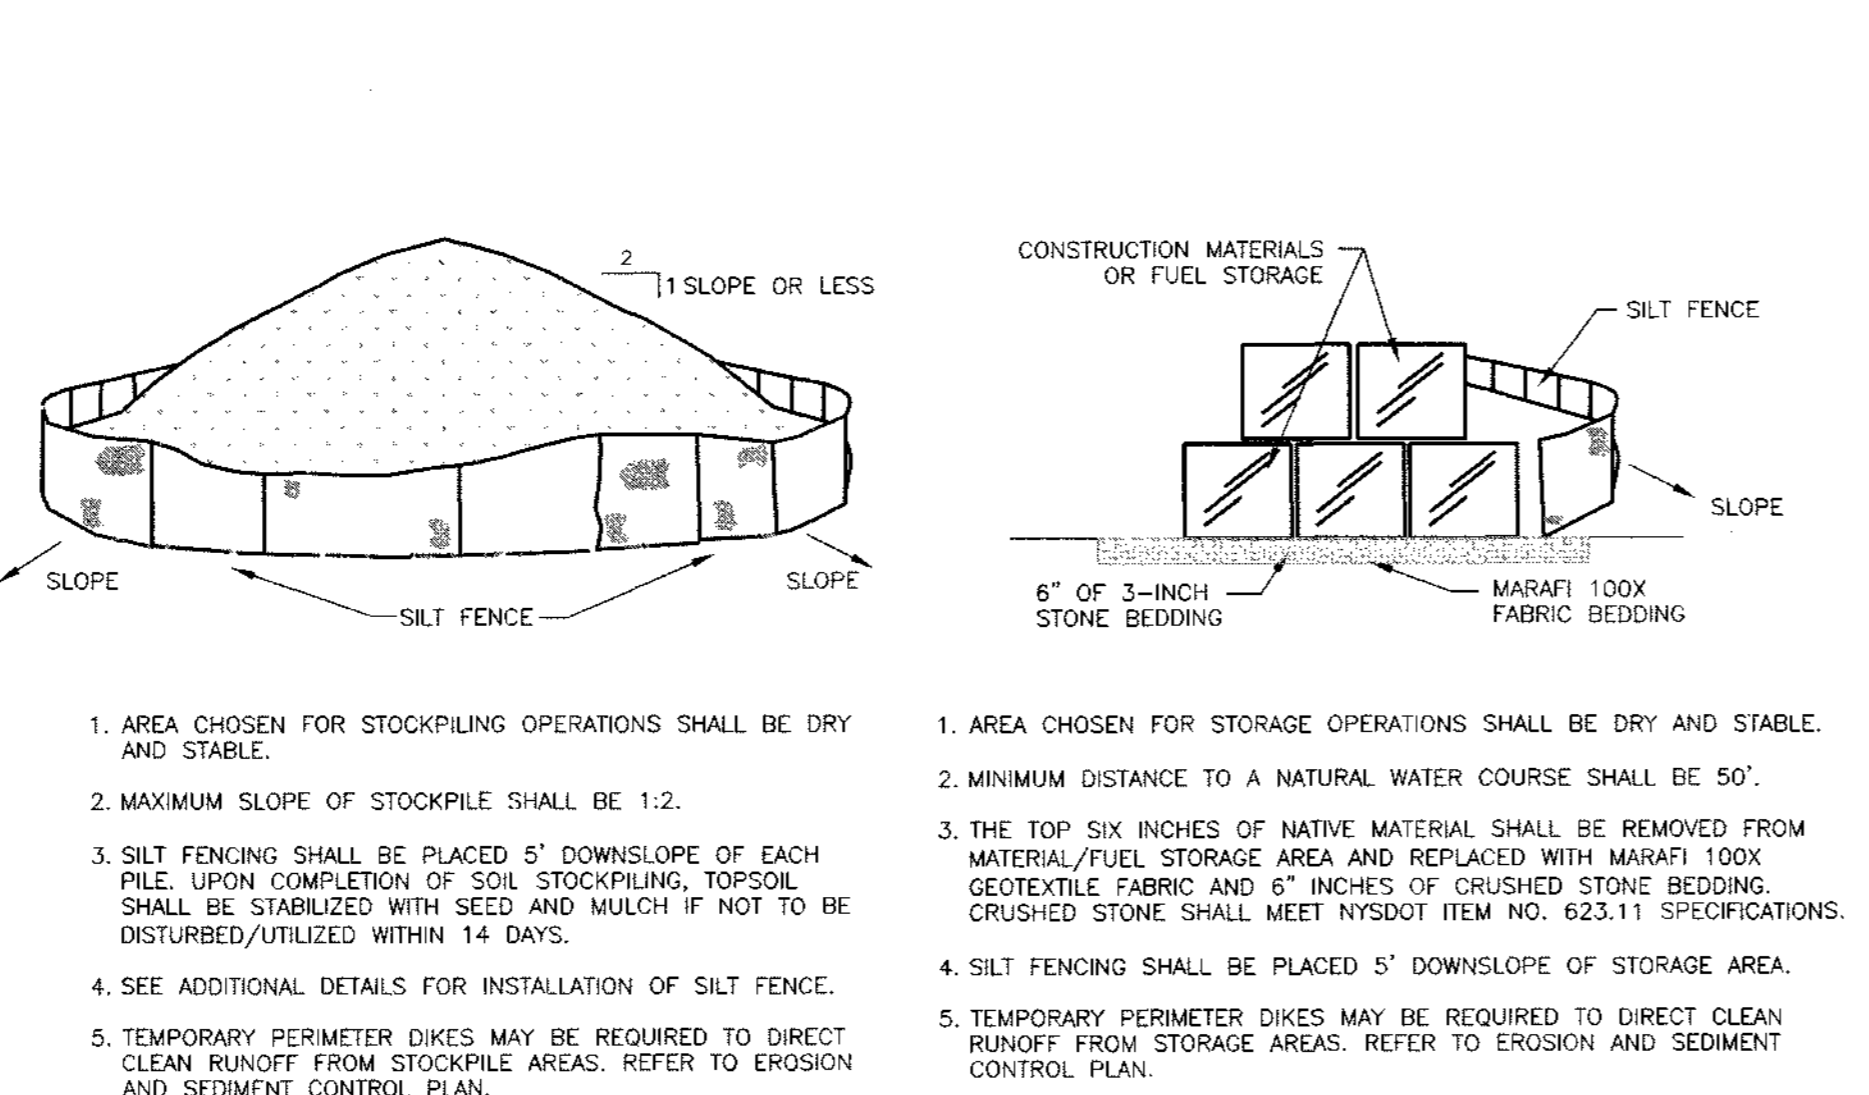 2
1 SLOPE OR LESS
SLOPE
SLOPE
SILT FENCE
1. AREA CHOSEN FOR STOCKPILING OPERATIONS SHALL BE DRY
AND STABLE.
2. MAXIMUM SLOPE OF STOCKPILE SHALL BE 1:2.
3. SILT FENCING SHALL BE PLACED 5' DOWNSLOPE OF EACH
PILE. UPON COMPLETION OF SOIL STOCKPILING, TOPSOIL
SHALL BE STABILIZED WITH SEED AND MULCH IF NOT TO BE
DISTURBED/UTILIZED WITHIN 14 DAYS.
4. SEE ADDITIONAL DETAILS FOR INSTALLATION OF SILT FENCE.
5. TEMPORARY PERIMETER DIKES MAY BE REQUIRED TO DIRECT
CLEAN RUNOFF FROM STOCKPILE AREAS. REFER TO EROSION
AND SEDIMENT CONTROL PLAN.
CONSTRUCTION MATERIALS
OR FUEL STORAGE
SILT FENCE
SLOPE
6" OF 3-INCH
STONE BEDDING
MARAFI 100X
FABRIC BEDDING
1. AREA CHOSEN FOR STORAGE OPERATIONS SHALL BE DRY AND STABLE.
2. MINIMUM DISTANCE TO A NATURAL WATER COURSE SHALL BE 50'.
3. THE TOP SIX INCHES OF NATIVE MATERIAL SHALL BE REMOVED FROM
MATERIAL/FUEL STORAGE AREA AND REPLACED WITH MARAFI 100X
GEOTEXTILE FABRIC AND 6" INCHES OF CRUSHED STONE BEDDING.
CRUSHED STONE SHALL MEET NYSDOT ITEM NO. 623.11 SPECIFICATIONS.
4. SILT FENCING SHALL BE PLACED 5' DOWNSLOPE OF STORAGE AREA.
5. TEMPORARY PERIMETER DIKES MAY BE REQUIRED TO DIRECT CLEAN
RUNOFF FROM STORAGE AREAS. REFER TO EROSION AND SEDIMENT
CONTROL PLAN.